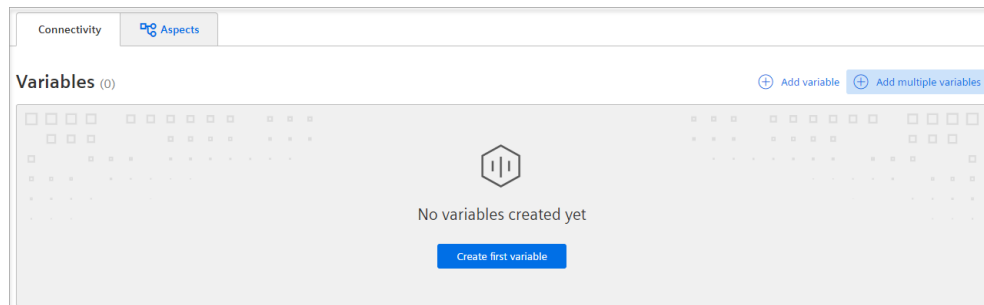 Connectivity
Aspects
Variables (0)
Add variable
Add multiple variables
No variables created yet
Create first variable